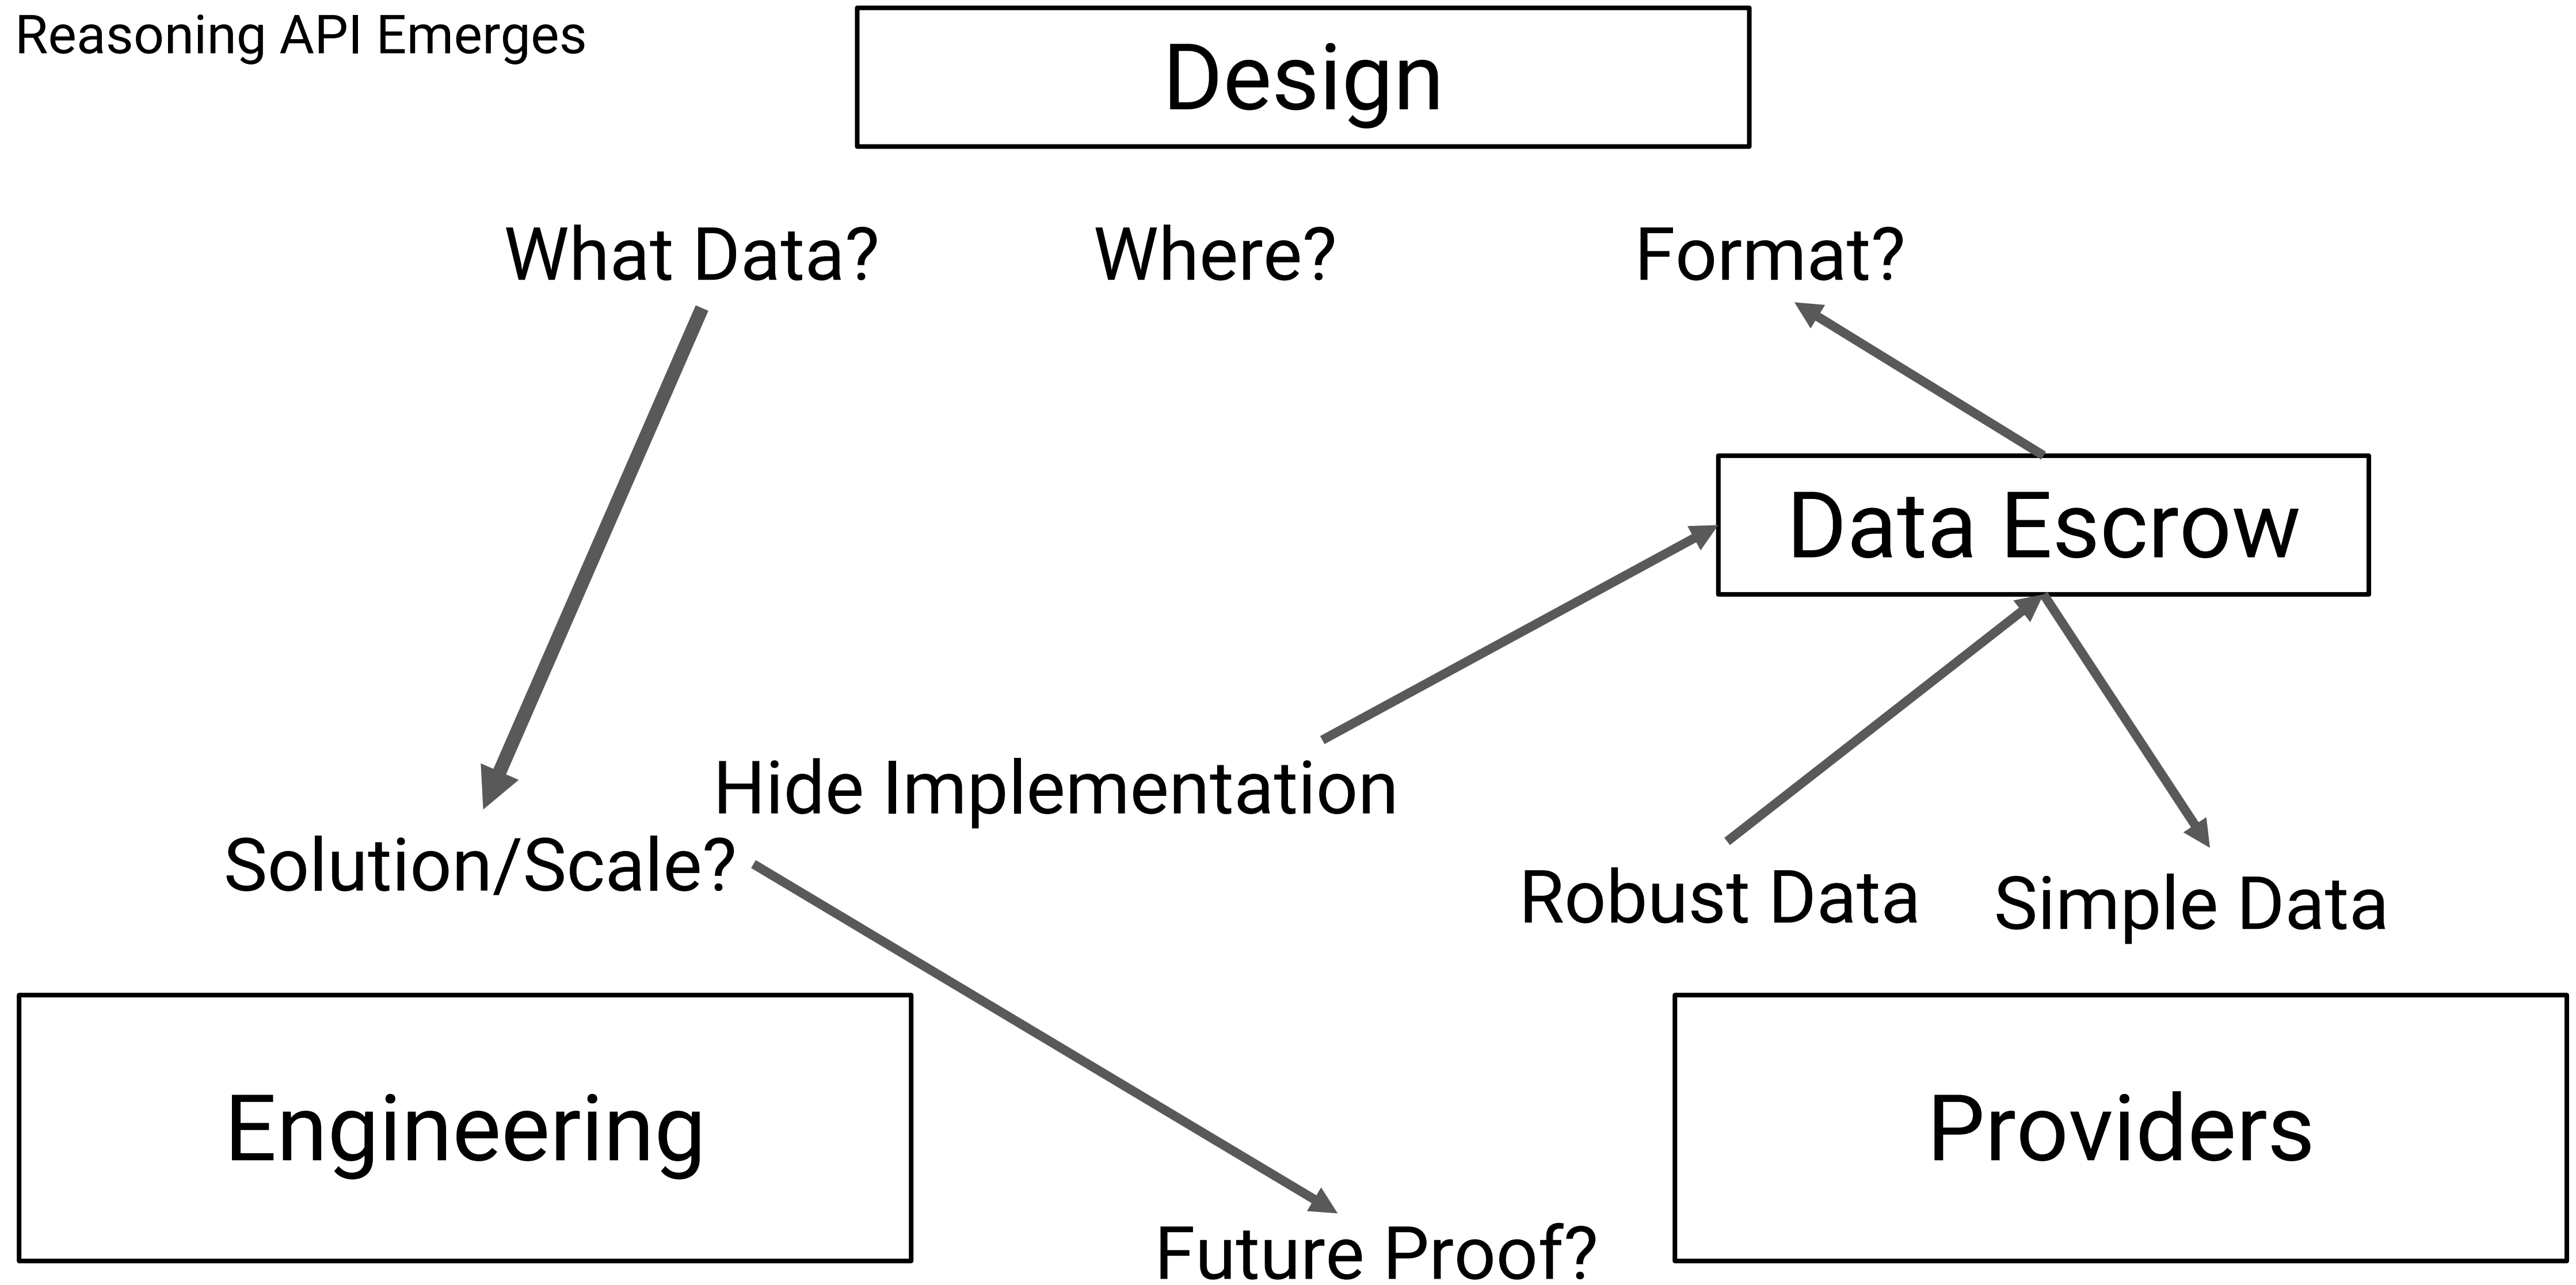 Reasoning API Emerges
Design
What Data?
Where?
Format?
Data Escrow
Hide Implementation
Solution/Scale?
Robust Data
Simple Data
Engineering
Providers
Future Proof?